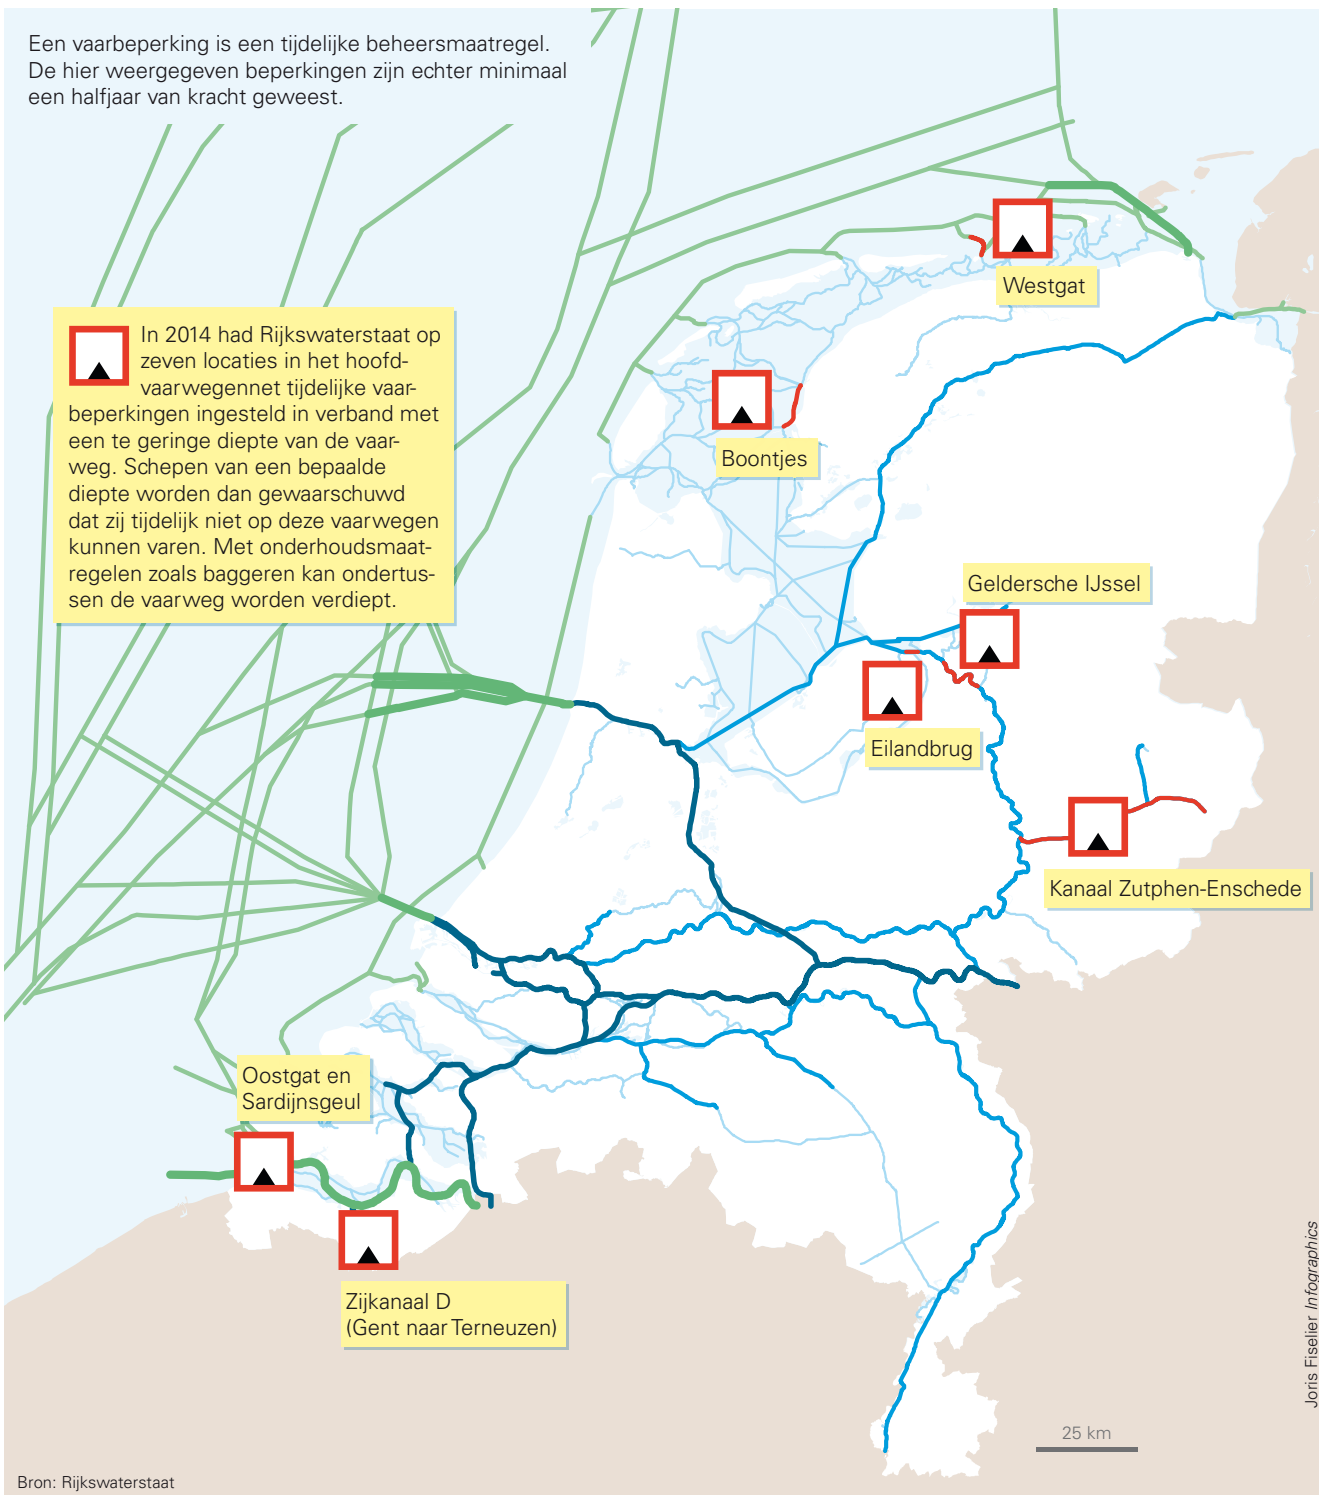 Een vaarbeperking is een tijdelijke beheersmaatregel.
De hier weergegeven beperkingen zijn echter minimaal
een halfjaar van kracht geweest.
Westgat
In 2014 had Rijkswaterstaat op
zeven locaties in het hoofd-
vaarwegennet tijdelijke vaar-
beperkingen ingesteld in verband met
een te geringe diepte van de vaar-
weg. Schepen van een bepaalde
diepte worden dan gewaarschuwd
dat zij tijdelijk niet op deze vaarwegen
kunnen varen. Met onderhoudsmaat-
regelen zoals baggeren kan ondertus-
sen de vaarweg worden verdiept.
Boontjes
Geldersche IJssel
Eilandbrug
Kanaal Zutphen-Enschede
Oostgat en
Sardijnsgeul
Zijkanaal D
(Gent naar Terneuzen)
Joris Fiselier Infographics
25 km
Bron: Rijkswaterstaat